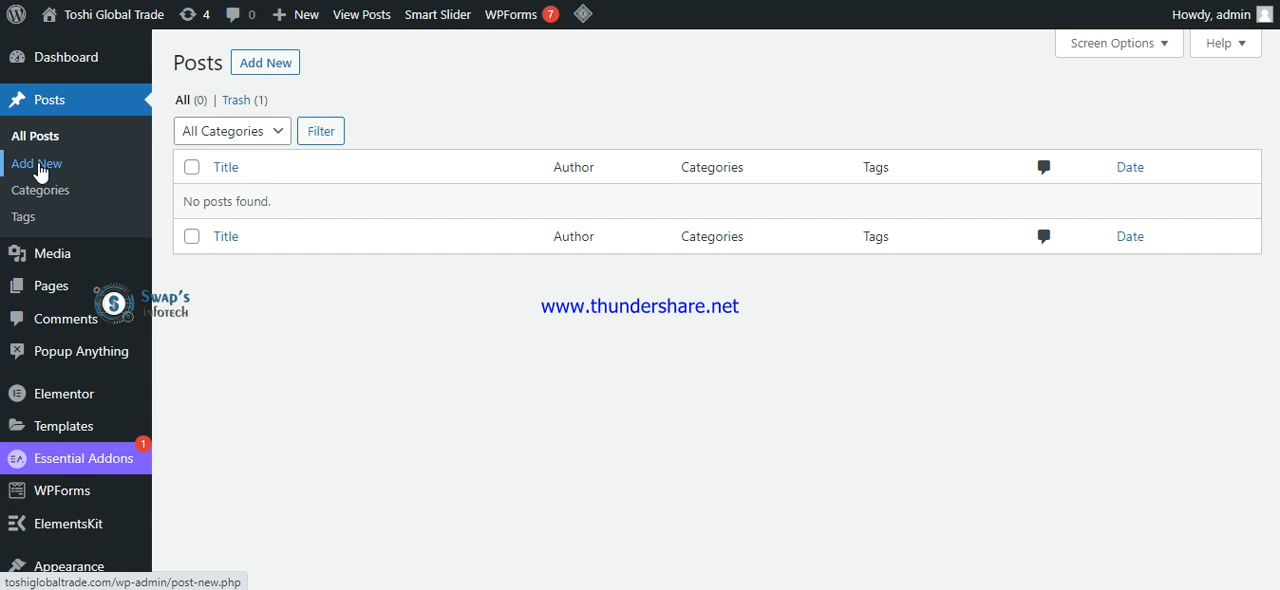 Toshi Global Trade 4 0 New View Posts Smart Slider WPForms 7 Howdy, admin
Dashboard
Posts
All Posts
Add New
Categories
Tags
Media
Pages
Comments
Popup Anything
Elementor
Templates
Essential Addons 1
WPForms
ElementsKit
Appearance
Screen Options Help
Posts Add New
All (0) | Trash (1)
All Categories Filter
Title Author Categories Tags Date
No posts found.
Title Author Categories Tags Date
S SWAP'S
INFOTECH
www.thundershare.net
toshiglobaltrade.com/wp-admin/post-new.php